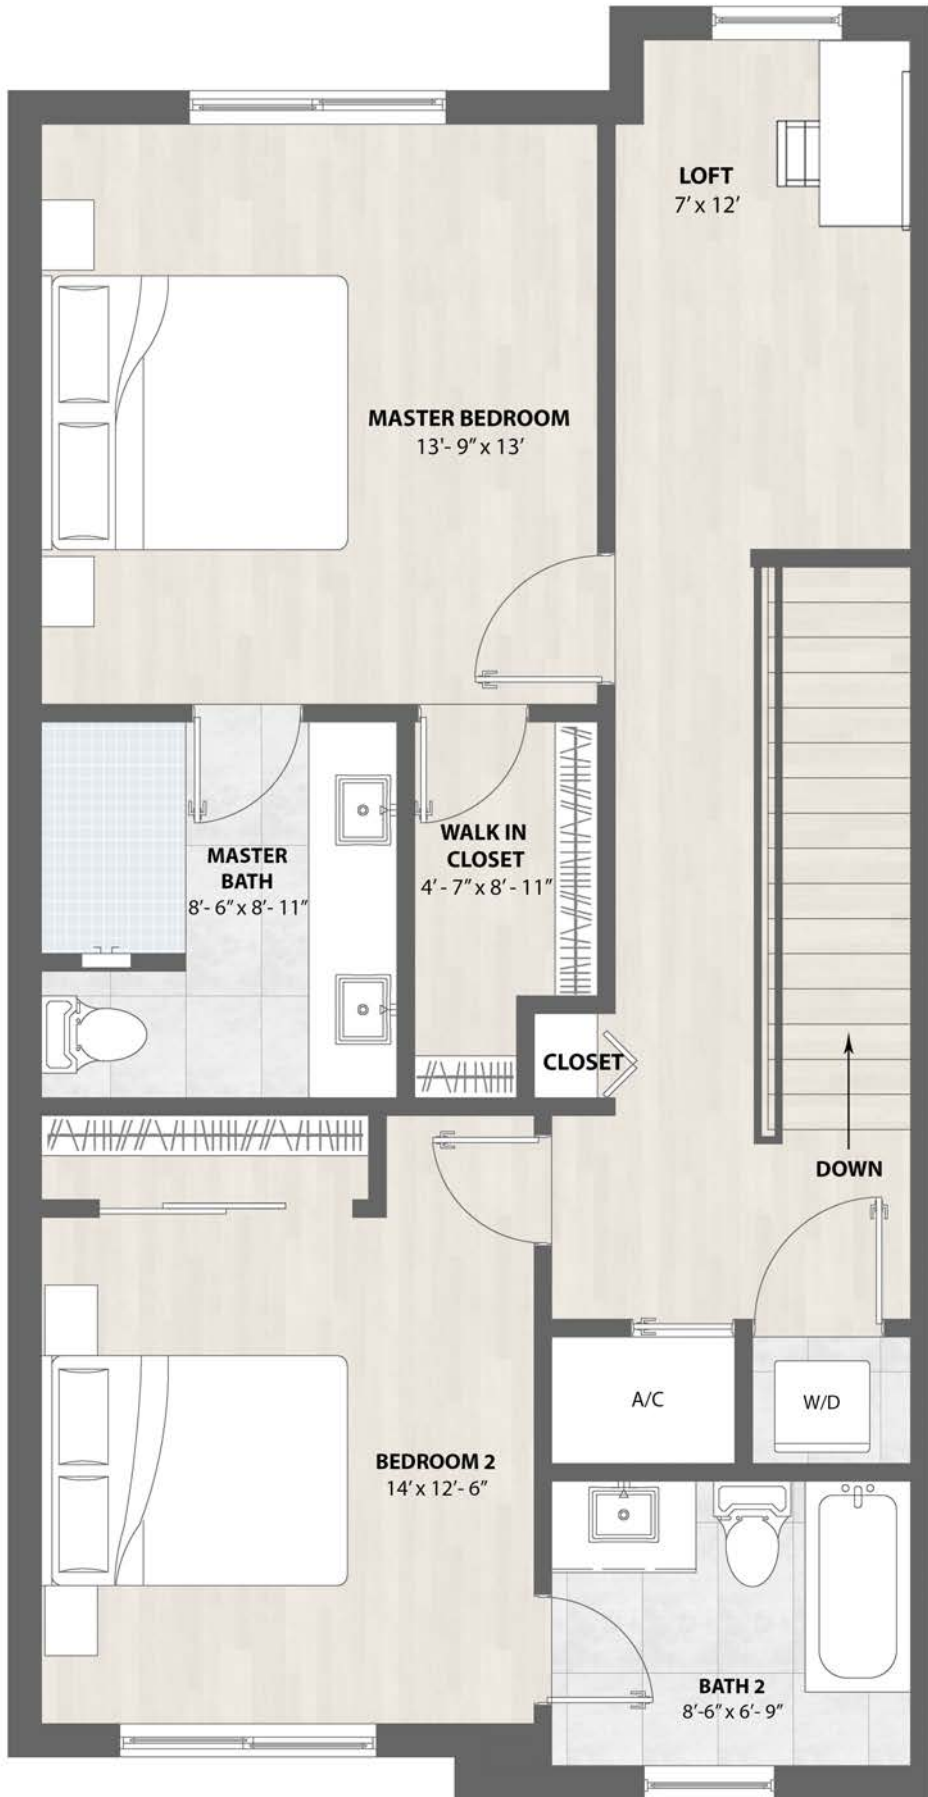 LOFT
7’ x 12’
MASTER BEDROOM
13'- 9” x 13’
WALK IN
CLOSET
4’ - 7” x 8’ - 11”
MASTER
BATH
8’- 6” x 8’- 11”
CLOSET
DOWN
A/C
W/D
BEDROOM 2
14’ x 12’- 6”
BATH 2
8’-6” x 6’- 9”